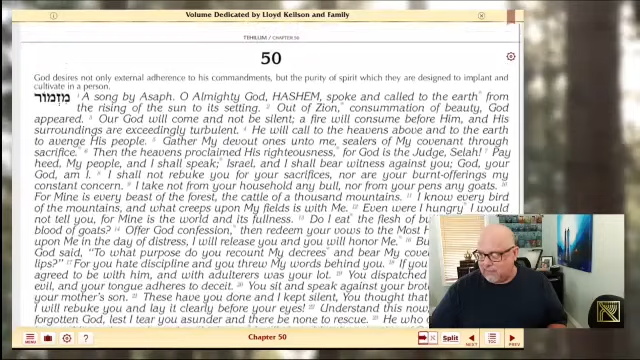 Volume Dedicated by Lloyd Keilson and Family
TEHILLIM / CHAPTER 50
50
God desires not only external adherence to his commandments, but the purity of spirit which they are designed to implant and
cultivate in a person.
מִזְמוֹר 1 A song by Asaph. O Almighty God, HASHEM, spoke and called to the earth from
the rising of the sun to its setting. 2 Out of Zion, consummation of beauty, God
appeared. 3 Our God will come and not be silent; a fire will consume before Him, and His
surroundings are exceedingly turbulent. 4 He will call to the heavens above and to the earth
to avenge His people. 5 Gather My devout ones unto me, sealers of My covenant through
sacrifice. 6 Then the heavens proclaimed His righteousness, for God is the Judge, Selah! 7 Pay
heed, My people, and I shall speak; Israel, and I shall bear witness against you; God, your
God, am I. 8 I shall not rebuke you for your sacrifices, nor are your burnt-offerings my
constant concern. 9 I take not from your household any bull, nor from your pens any goats. 10
For Mine is every beast of the forest, the cattle of a thousand mountains. 11 I know every bird
of the mountains, and what creeps upon My fields is with Me. 12 Even were I hungry I would
not tell you, for Mine is the world and its fullness. 13 Do I eat the flesh of bu
blood of goats? 14 Offer God confession, then redeem your vows to the Most H
upon Me in the day of distress, I will release you and you will honor Me. 16 Bu
God said, "To what purpose do you recount My decrees and bear My cove
lips? 17 For you hate discipline and you threw My words behind you. 18 If you
agreed to be with him, and with adulterers was your lot. 19 You dispatched
evil, and your tongue adheres to deceit. 20 You sit and speak against your brot
your mother's son. 21 These have you done and I kept silent, You thought that
I will rebuke you and lay it clearly before your eyes! 22 Understand this now,
forgotten God, lest I tear you asunder and there be none to rescue. 23 He who
MENU
?
Chapter 50
Split
NEXT
TOC
PREV